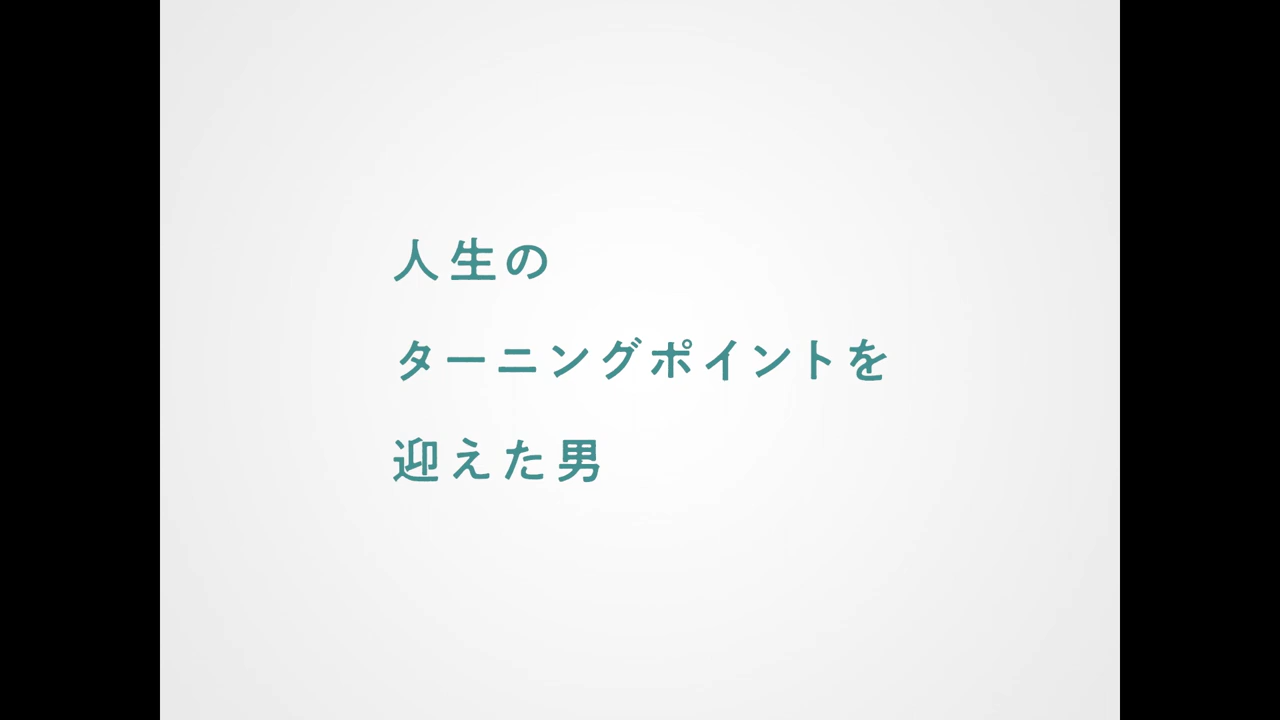 人生の
ターニングポイントを
迎えた男